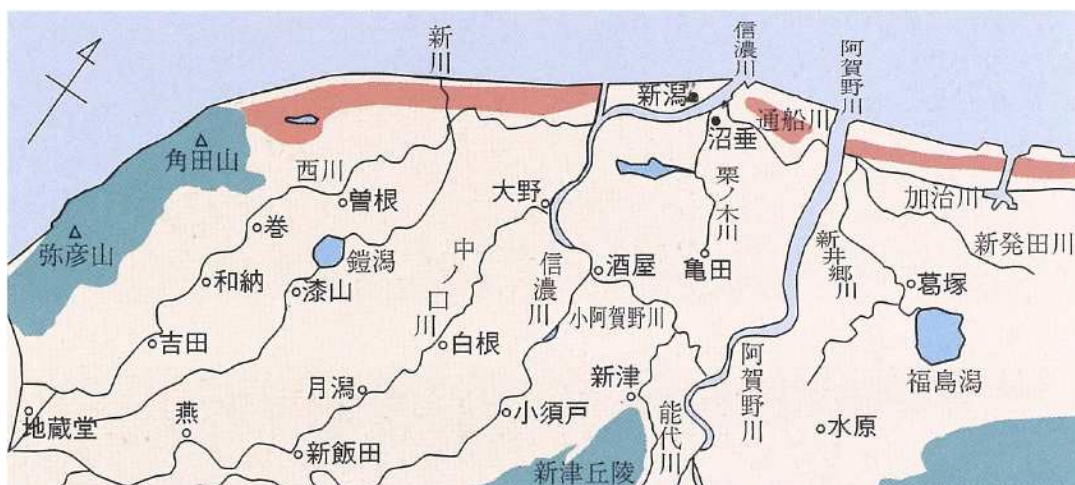 新川
信濃川
阿賀野川
新潟
沼垂
通船川
角田山
西川
曽根
大野
栗ノ木川
加治川
新発田川
弥彦山
巻
鎧潟
中ノ口川
信濃川
酒屋
亀田
新井郷川
葛塚
和納
漆山
小阿賀野川
吉田
白根
阿賀野川
福島潟
月潟
新津
地蔵堂
燕
小須戸
能代川
水原
新飯田
新津丘陵